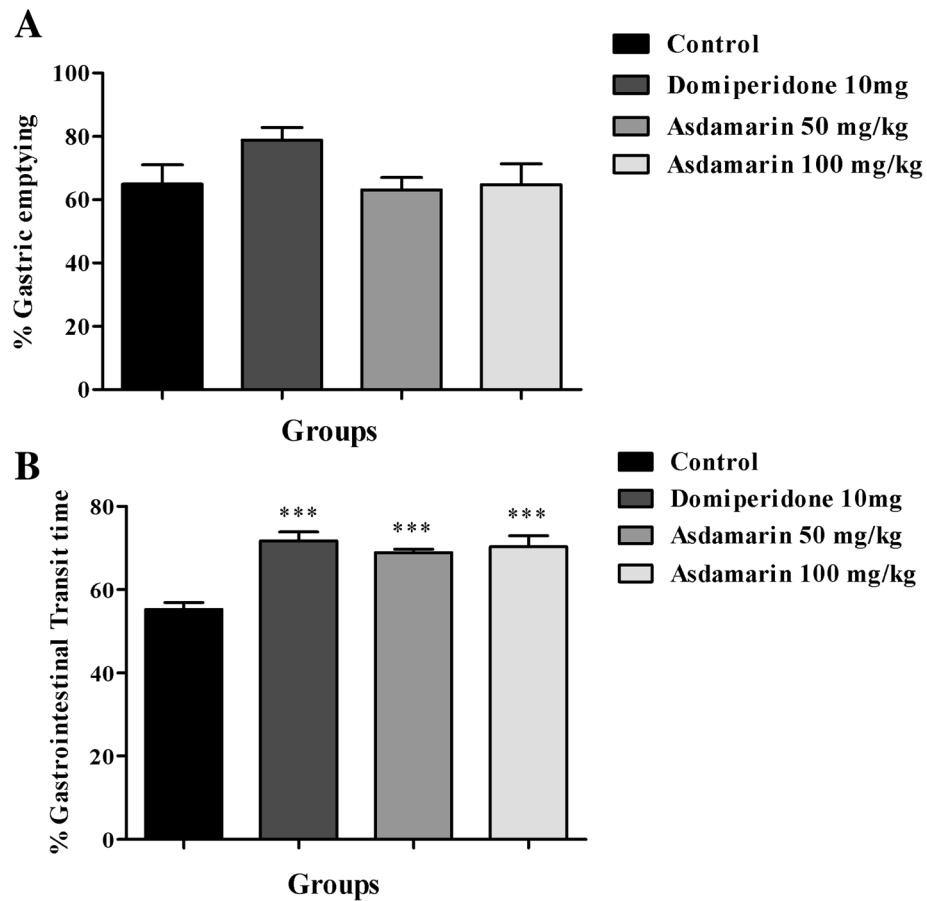 A
% Gastric emptying
100
80
60
40
20
0
Groups
Control
Domiperidone 10mg
Asdamarin 50 mg/kg
Asdamarin 100 mg/kg
B
% Gastrointestinal Transit time
80
60
40
20
0
***
***
***
Groups
Control
Domiperidone 10mg
Asdamarin 50 mg/kg
Asdamarin 100 mg/kg